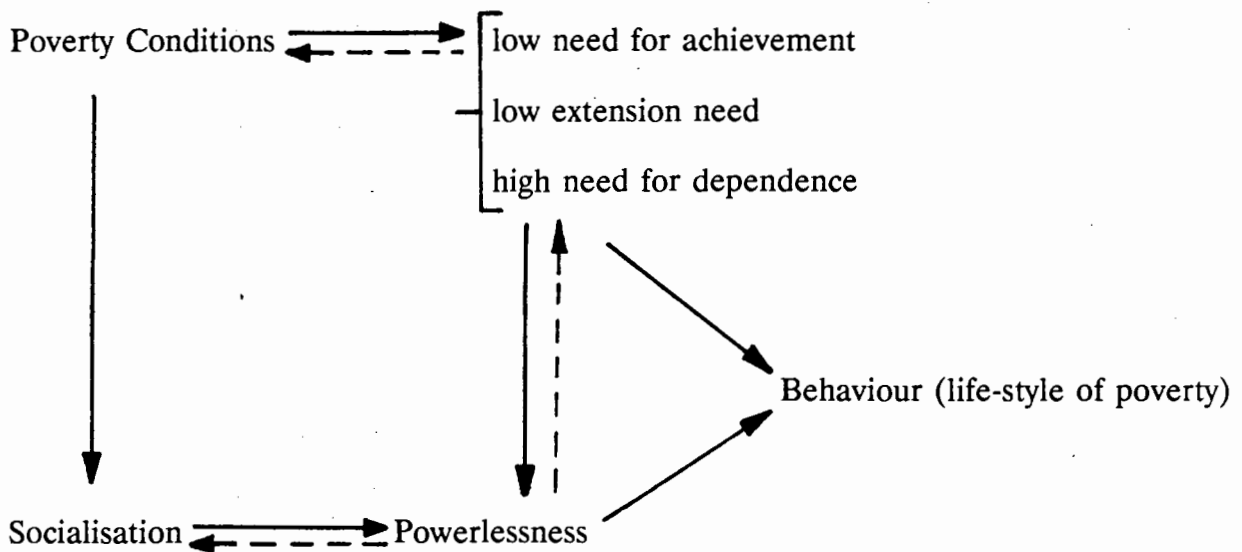 Poverty Conditions
low need for achievement
low extension need
high need for dependence
Behaviour (life-style of poverty)
Socialisation
Powerlessness